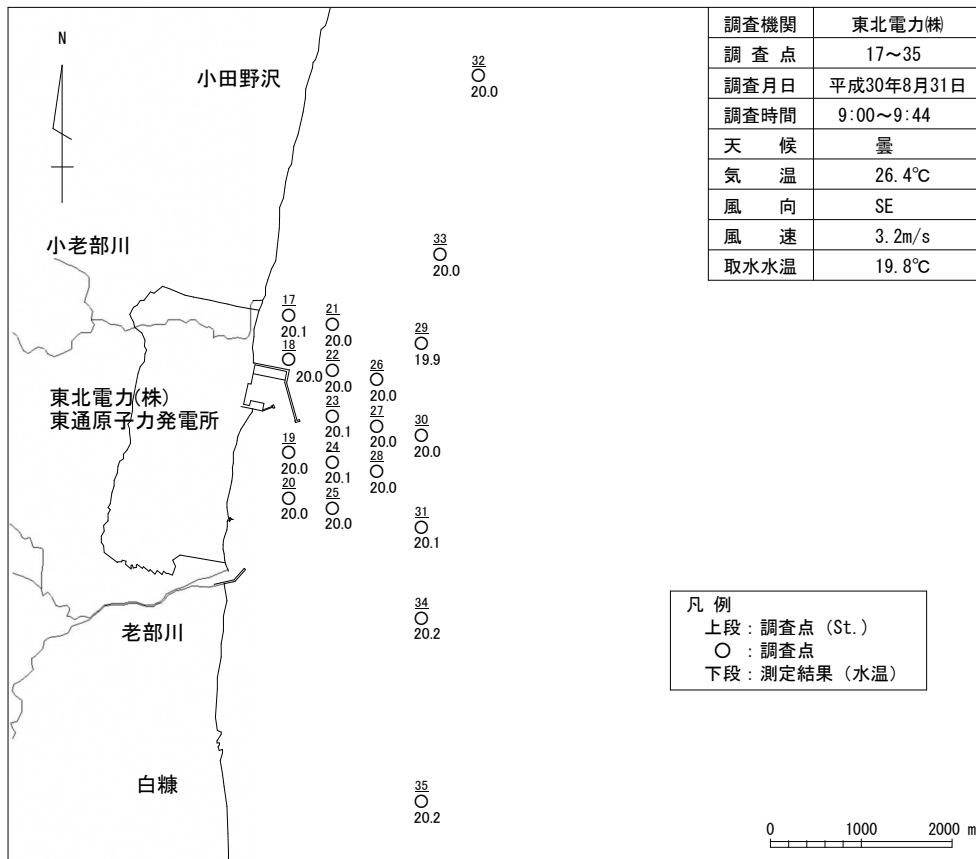 調査機関 東北電力㈱
調査点 17～35
調査月日 平成30年8月31日
調査時間 9:00～9:44
天候 曇
気温 26.4℃
風向 SE
風速 3.2m/s
取水水温 19.8℃
N
小田野沢
32
20.0
小老部川
33
20.0
17
20.1
21
20.0
29
19.9
18
20.0
22
20.0
26
20.0
東北電力(株)
東通原子力発電所
23
20.1
27
20.0
30
20.0
19
20.0
24
20.1
28
20.0
20
20.0
25
20.0
31
20.1
34
20.2
老部川
凡例
上段：調査点（St.）
○：調査点
下段：測定結果（水温）
白糠
35
20.2
0 1000 2000 m